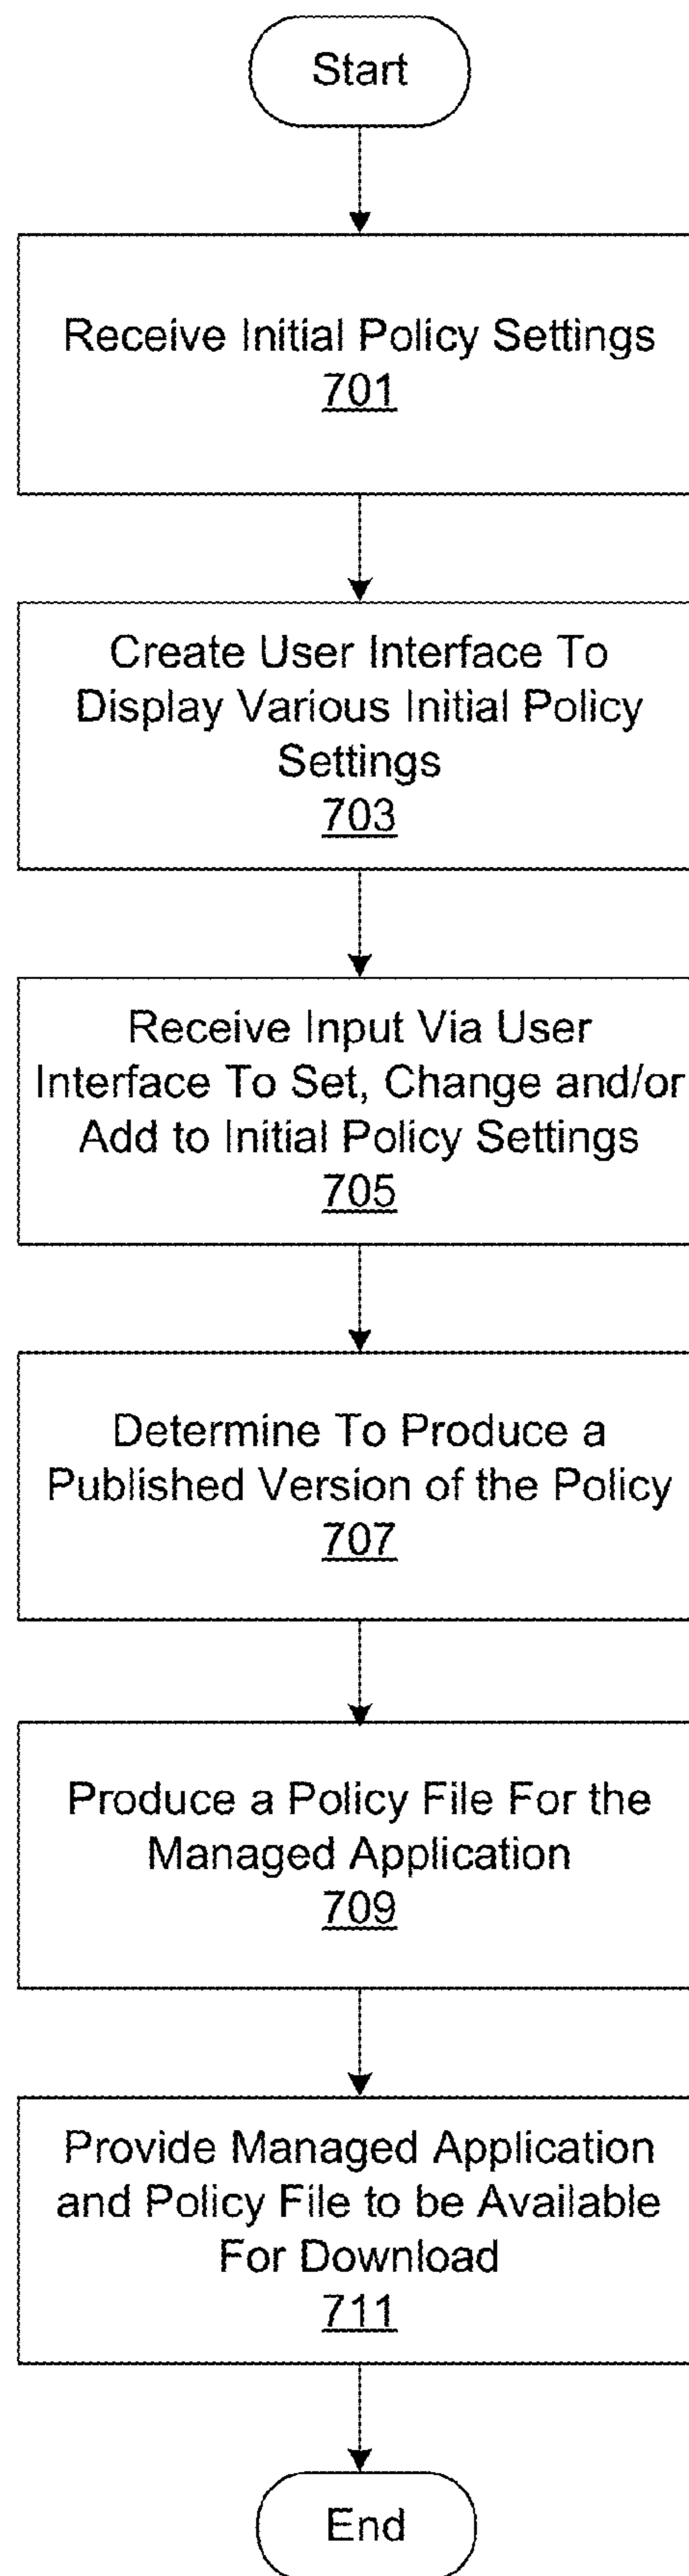 Start
Receive Initial Policy Settings
701
Create User Interface To
Display Various Initial Policy
Settings
703
Receive Input Via User
Interface To Set, Change and/or
Add to Initial Policy Settings
705
Determine To Produce a
Published Version of the Policy
707
Produce a Policy File For the
Managed Application
709
Provide Managed Application
and Policy File to be Available
For Download
711
End